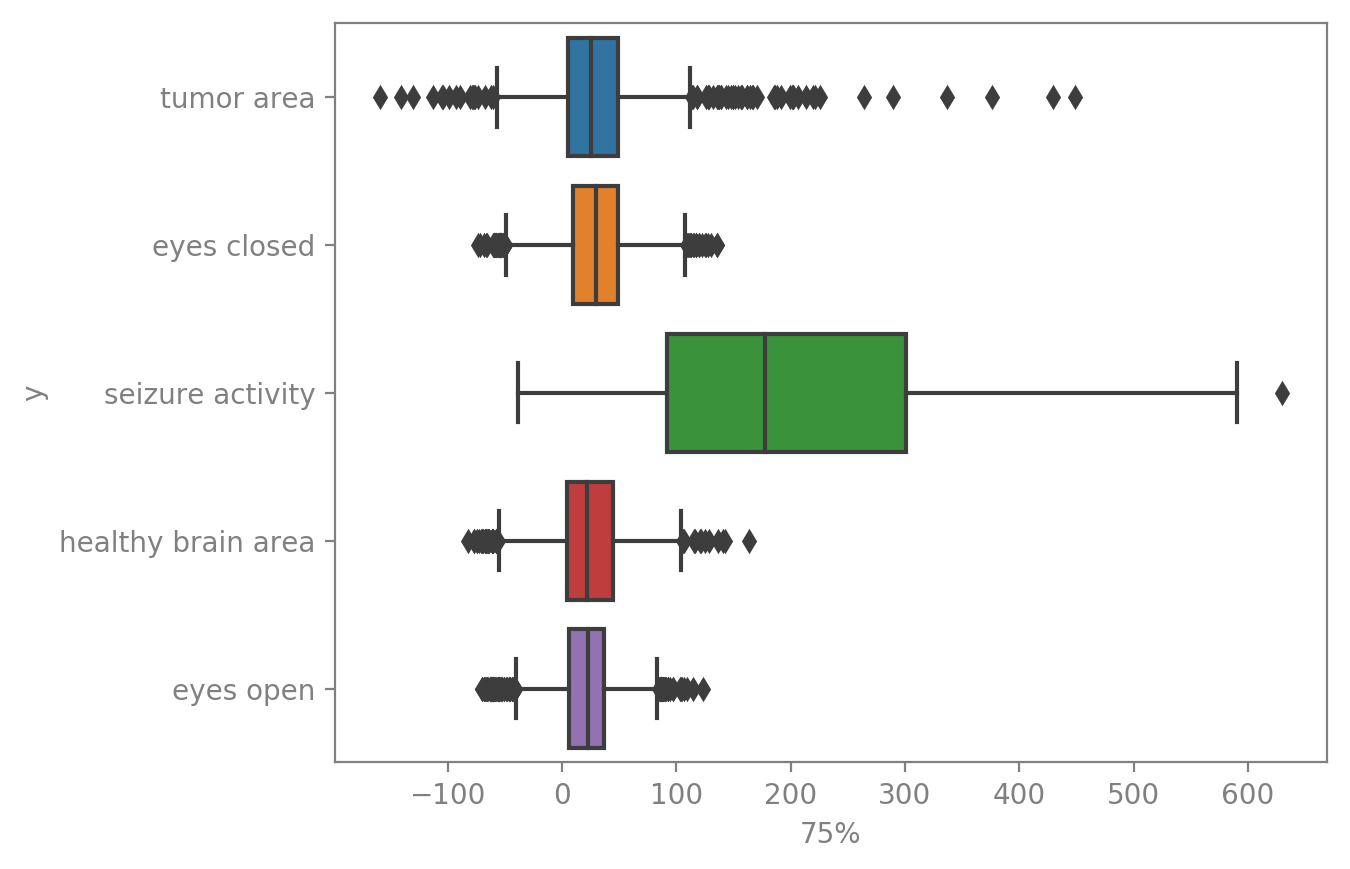 tumor area
eyes closed
y
seizure activity
healthy brain area
eyes open
−100 0 100 200 300 400 500 600
75%